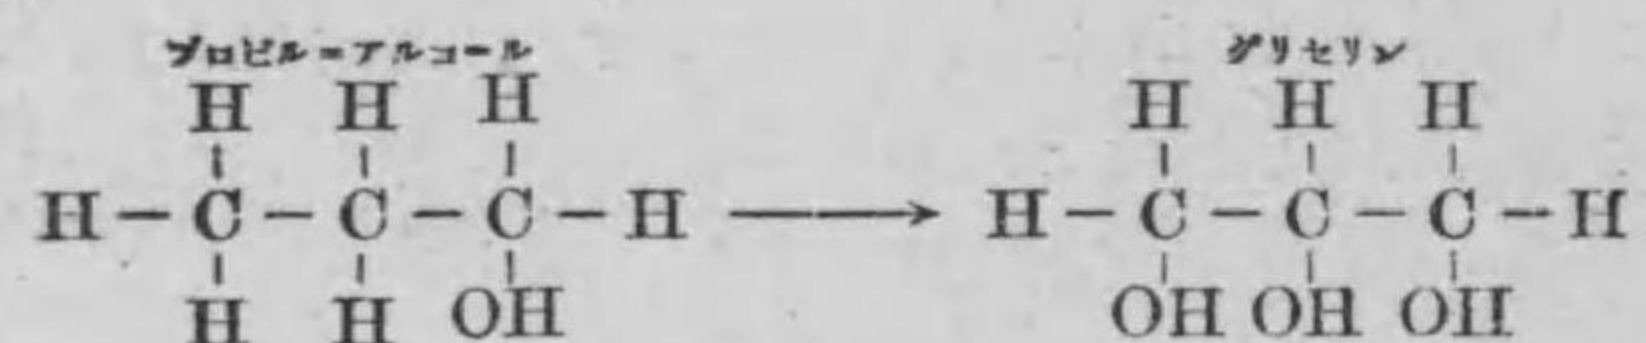 プロピル=アルコール グリセリン
H H H H H H
| | | | | |
H－C－C－C－H ⟶ H－C－C－C－H
| | | | | |
H H OH OH OH OH